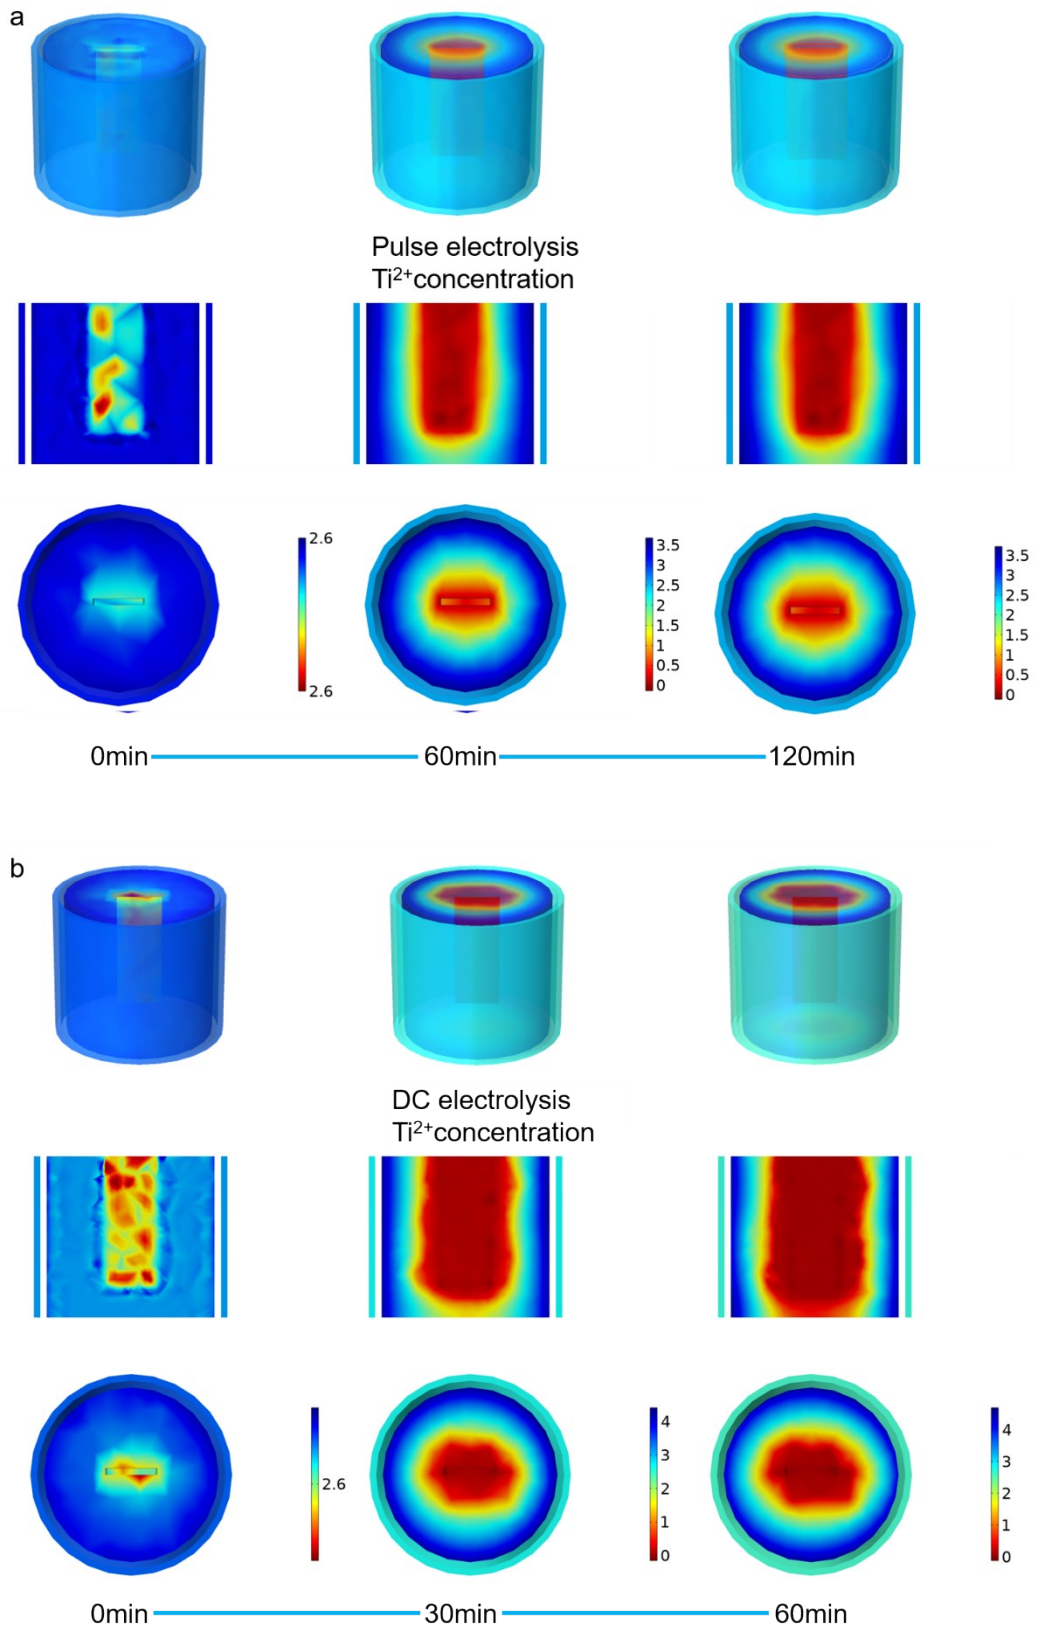 a
Pulse electrolysis
Ti²⁺concentration
2.6
2.6
3.5
3
2.5
2
1.5
1
0.5
0
3.5
3
2.5
2
1.5
1
0.5
0
0min
60min
120min
b
DC electrolysis
Ti²⁺concentration
2.6
4
3
2
1
0
4
3
2
1
0
0min
30min
60min